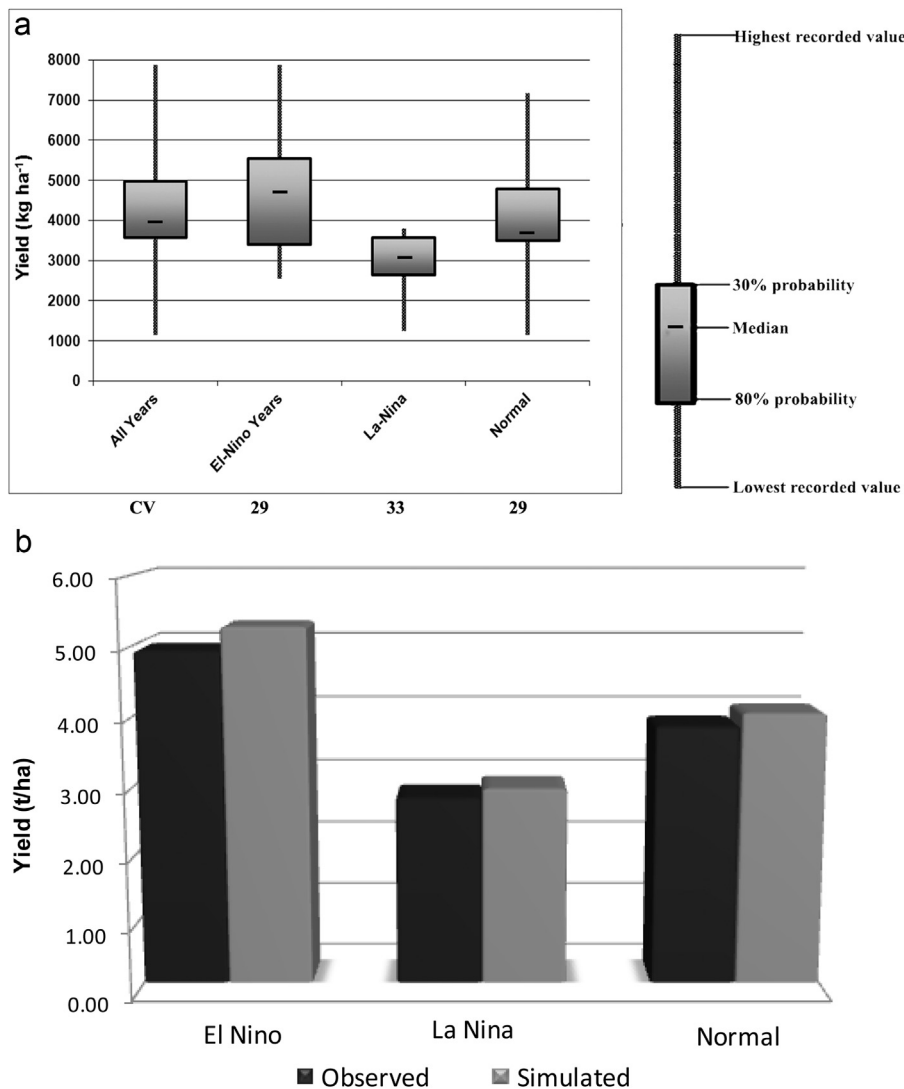 a
8000
7000
6000
5000
4000
3000
2000
1000
0
Yield (kg ha⁻¹)
All Years
El-Nino Years
La-Nina
Normal
CV 29 33 29
Highest recorded value
30% probability
Median
80% probability
Lowest recorded value
b
6.00
5.00
4.00
3.00
2.00
1.00
0.00
Yield (t/ha)
El Nino La Nina Normal
Observed Simulated